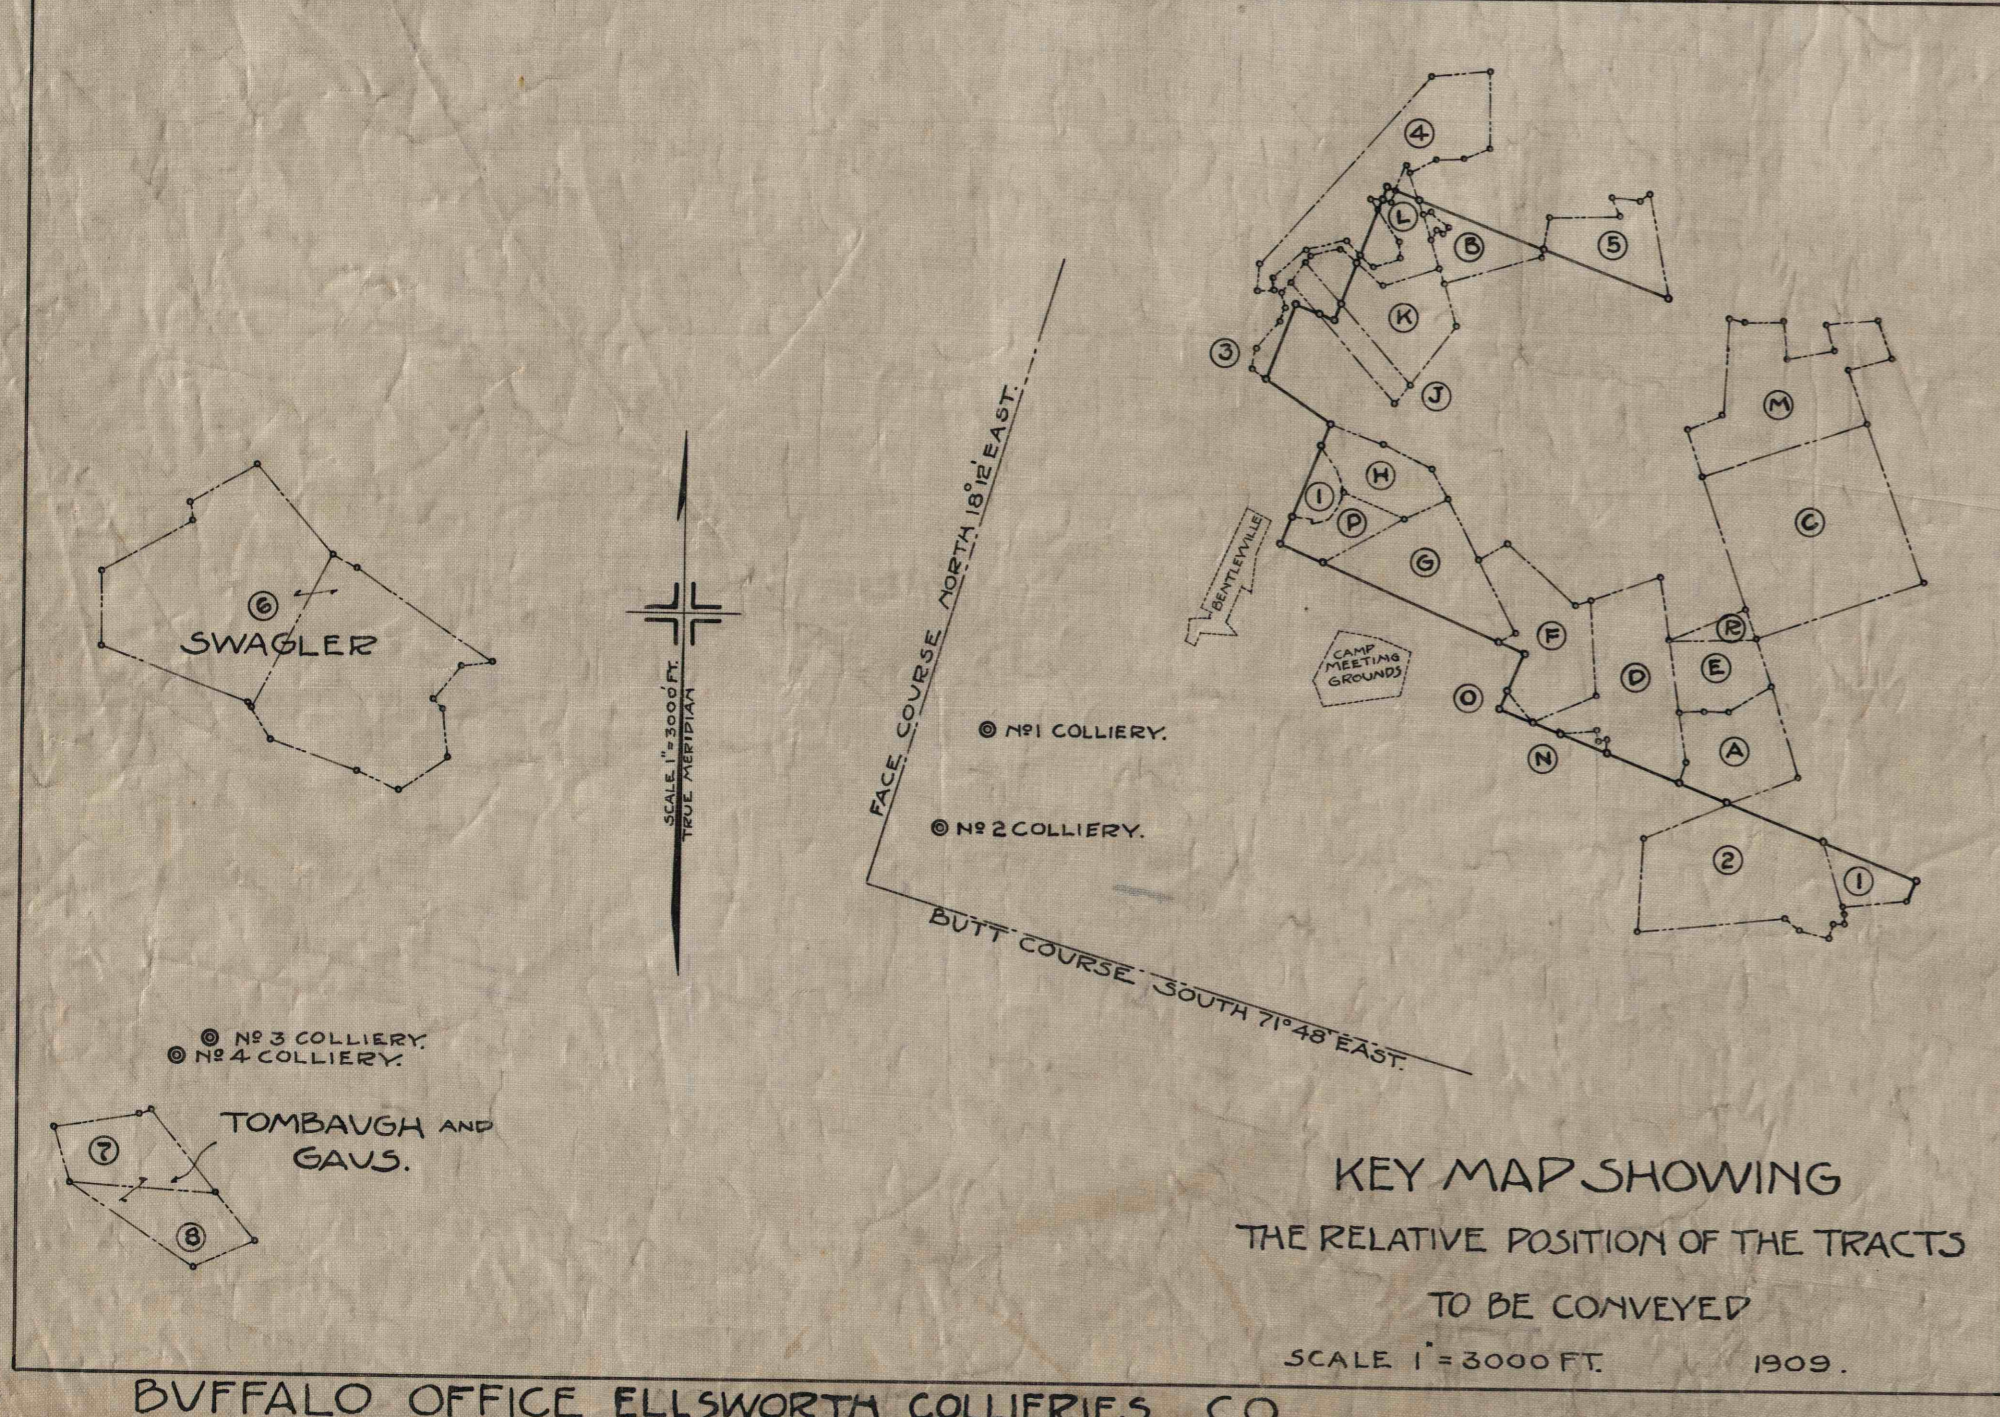 4
L
B
5
K
3
J
M
H
I
P
C
G
BENTLEYVILLE
R
F
E
D
CAMP
MEETING
GROUNDS
O
A
N
2
1
6
SWAGLER
SCALE 1"=3000 FT.
TRUE MERIDIAN
FACE COURSE NORTH 18°12' EAST.
Nº1 COLLIERY.
Nº 2 COLLIERY.
BUTT COURSE SOUTH 71°48' EAST.
Nº 3 COLLIERY.
Nº 4 COLLIERY.
TOMBAUGH AND
GAUS.
7
8
KEY MAP SHOWING
THE RELATIVE POSITION OF THE TRACTS
TO BE CONVEYED
SCALE 1"=3000 FT. 1909.
BUFFALO OFFICE ELLSWORTH COLLIERIES CO